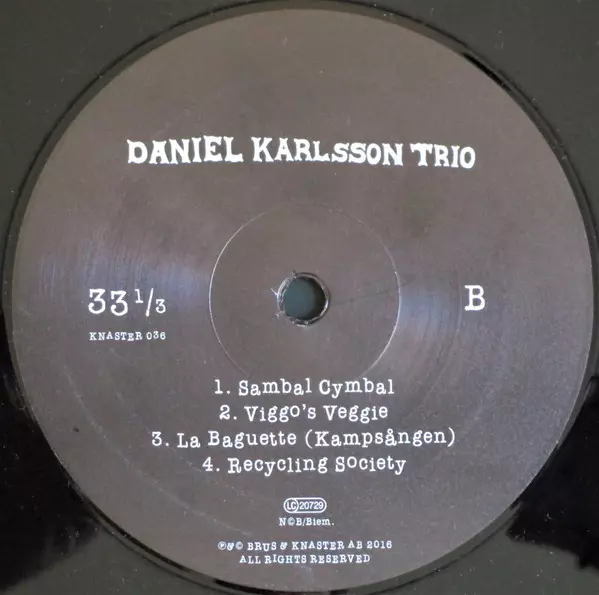 DANIEL KARLSSON TRIO
33 1/3
B
KNASTER 036
1. Sambal Cymbal
2. Viggo's Veggie
3. La Baguette (Kampsången)
4. Recycling Society
LC 20729
N©B/Biem.
℗&© BRUS & KNASTER AB 2016
ALL RIGHTS RESERVED